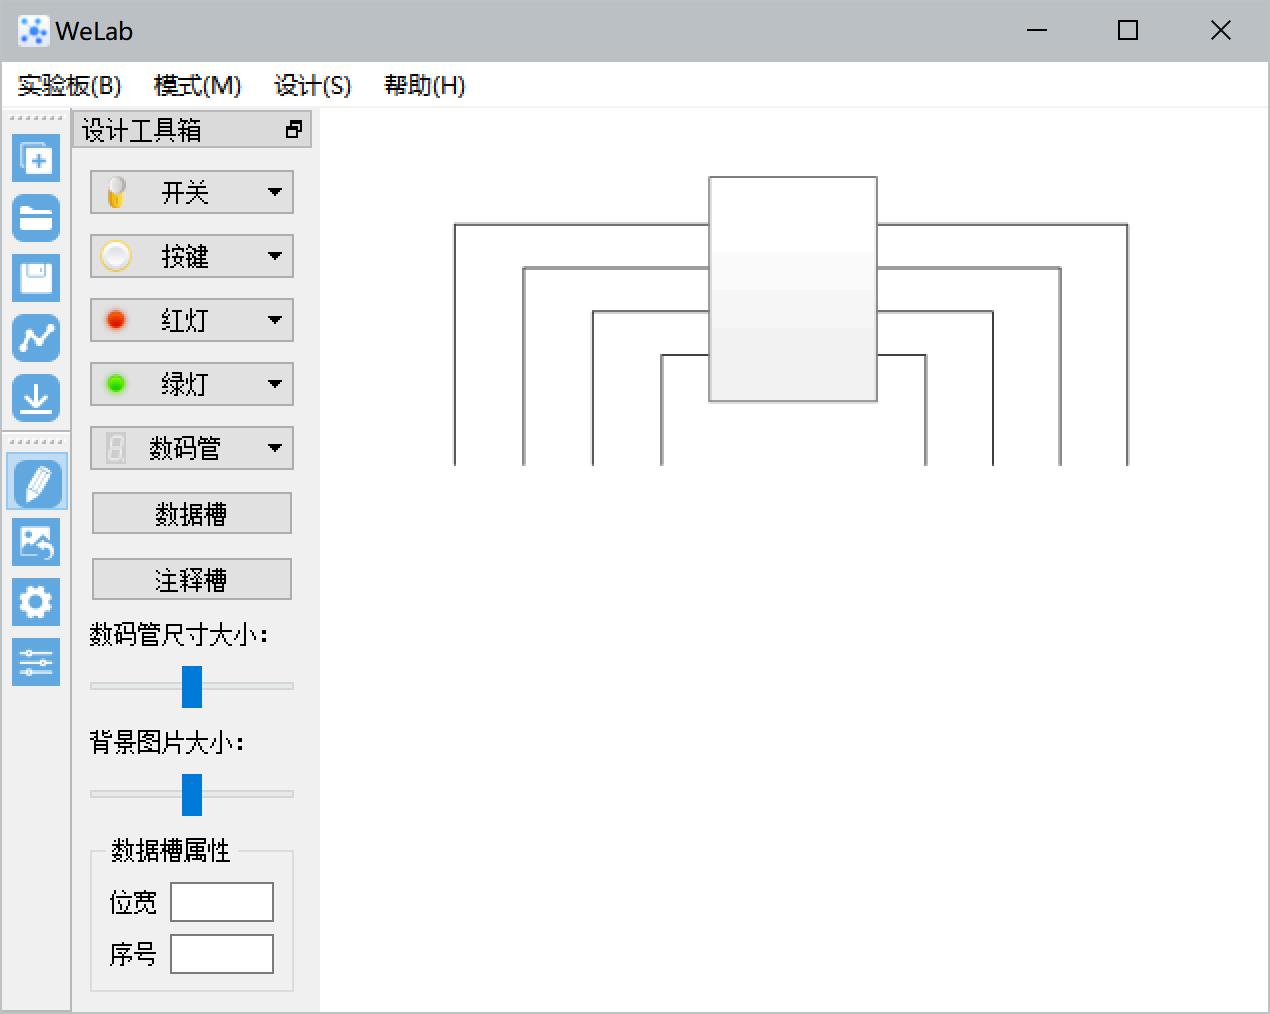 WeLab
实验板(B) 模式(M) 设计(S) 帮助(H)
设计工具箱
开关
按键
红灯
绿灯
数码管
数据槽
注释槽
数码管尺寸大小：
背景图片大小：
数据槽属性
位宽
序号